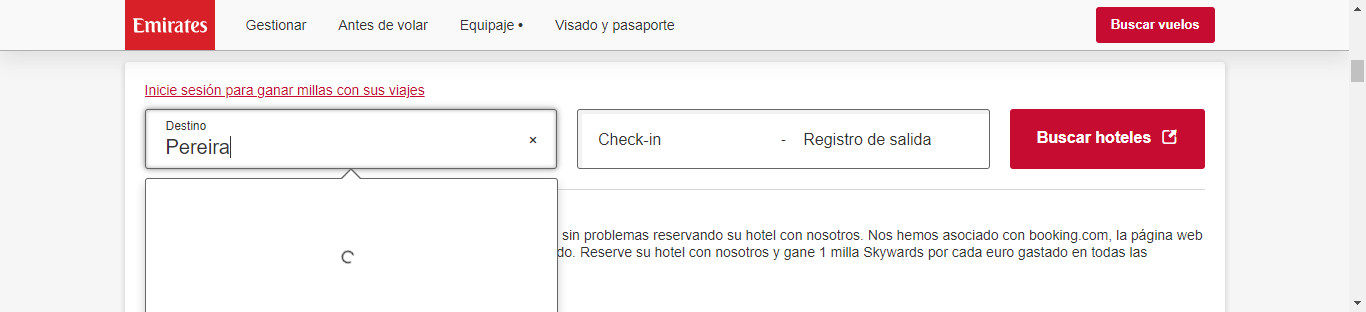 Emirates
Gestionar
Antes de volar
Equipaje •
Visado y pasaporte
Buscar vuelos
Inicie sesión para ganar millas con sus viajes
Destino
Pereira
×
Check-in - Registro de salida
Buscar hoteles
sin problemas reservando su hotel con nosotros. Nos hemos asociado con booking.com, la página web
do. Reserve su hotel con nosotros y gane 1 milla Skywards por cada euro gastado en todas las